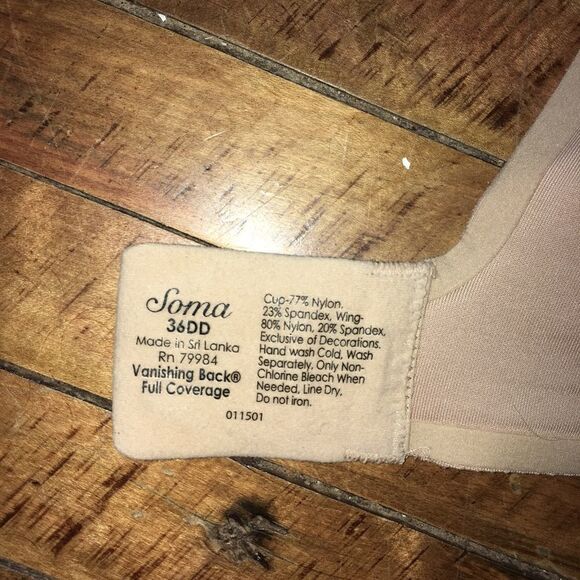 Soma
36DD
Made in Sri Lanka
Rn 79984
Vanishing Back®
Full Coverage
Cup-77% Nylon,
23% Spandex, Wing-
80% Nylon, 20% Spandex,
Exclusive of Decorations.
Hand wash Cold, Wash
Separately, Only Non-
Chlorine Bleach When
Needed, Line Dry,
Do not iron.
011501